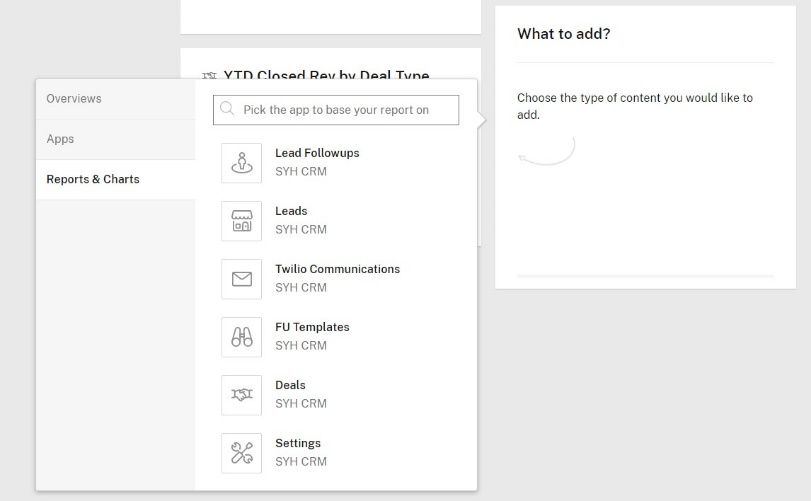 What to add?
YTD Closed Rev by Deal Type
Overviews
Apps
Reports & Charts
Pick the app to base your report on
Lead Followups
SYH CRM
Leads
SYH CRM
Twilio Communications
SYH CRM
FU Templates
SYH CRM
Deals
SYH CRM
Settings
SYH CRM
Choose the type of content you would like to
add.